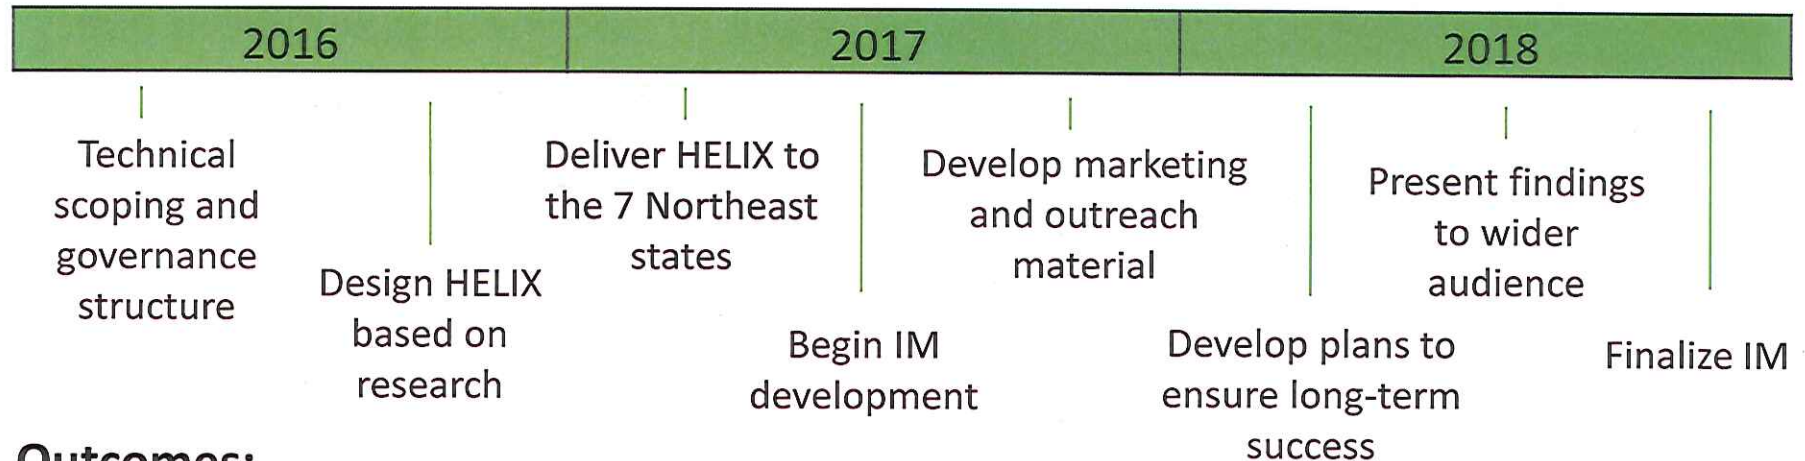 2016 2017 2018
Technical
scoping and
governance
structure
Design HELIX
based on
research
Deliver HELIX to
the 7 Northeast
states
Begin IM
development
Develop marketing
and outreach
material
Develop plans to
ensure long-term
success
Present findings
to wider
audience
Finalize IM
Outcomes: